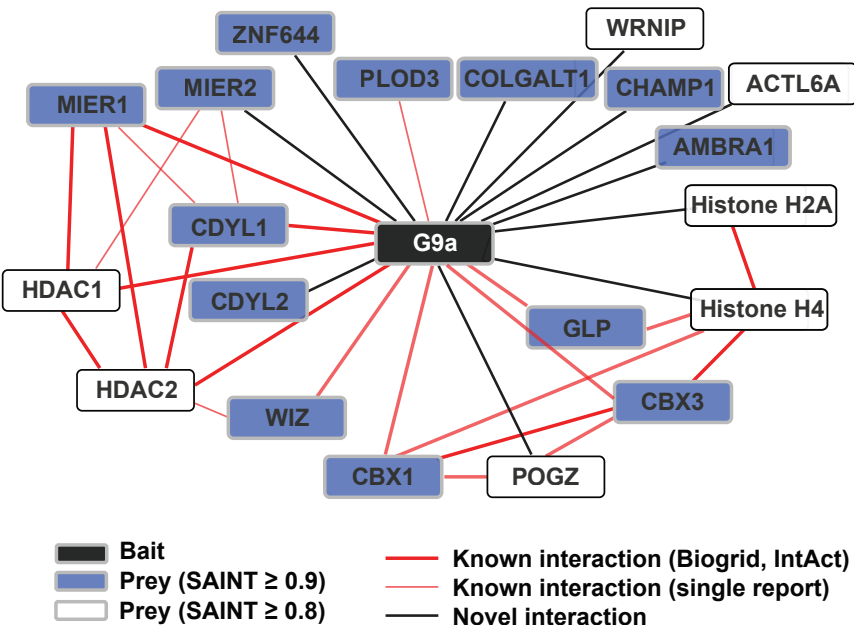 WRNIP
ZNF644
PLOD3
COLGALT1
CHAMP1
ACTL6A
MIER2
MIER1
AMBRA1
Histone H2A
CDYL1
G9a
HDAC1
CDYL2
Histone H4
GLP
HDAC2
CBX3
WIZ
CBX1
POGZ
Bait
Prey (SAINT ≥ 0.9)
Prey (SAINT ≥ 0.8)
Known interaction (Biogrid, IntAct)
Known interaction (single report)
Novel interaction